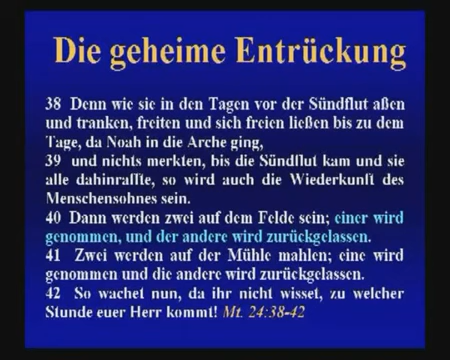 Die geheime Entrückung
38 Denn wie sie in den Tagen vor der Sündflut aßen
und tranken, freiten und sich freien ließen bis zu dem
Tage, da Noah in die Arche ging,
39 und nichts merkten, bis die Sündflut kam und sie
alle dahinraffte, so wird auch die Wiederkunft des
Menschensohnes sein.
40 Dann werden zwei auf dem Felde sein; einer wird
genommen, und der andere wird zurückgelassen.
41 Zwei werden auf der Mühle mahlen; eine wird
genommen und die andere wird zurückgelassen.
42 So wachet nun, da ihr nicht wisset, zu welcher
Stunde euer Herr kommt! Mt. 24:38-42